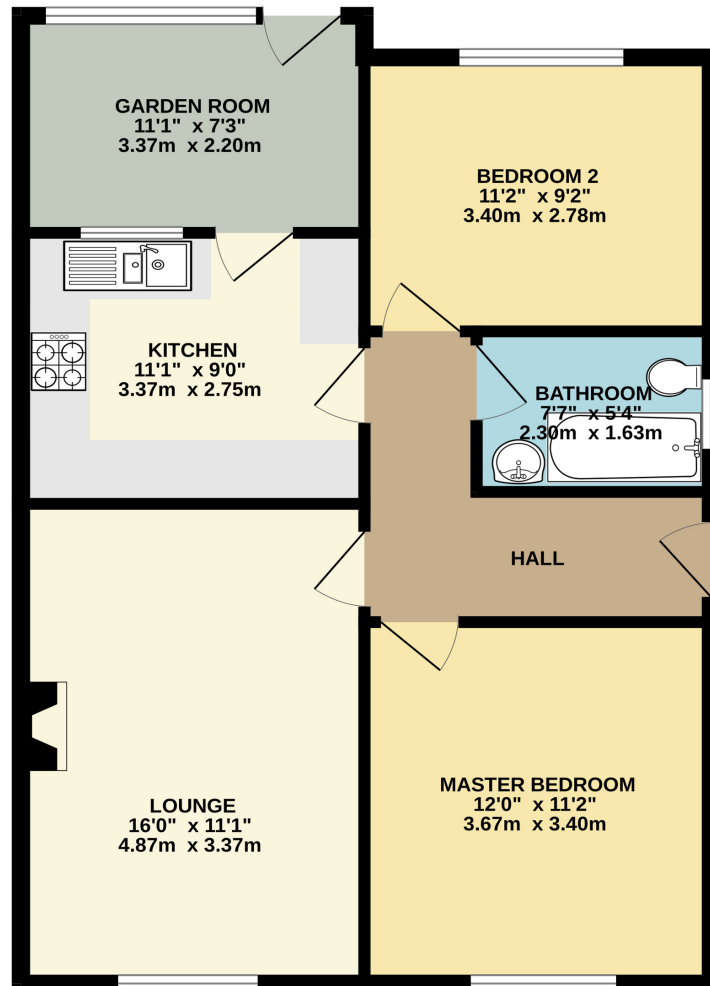 GARDEN ROOM
11'1" x 7'3"
3.37m x 2.20m
BEDROOM 2
11'2" x 9'2"
3.40m x 2.78m
KITCHEN
11'1" x 9'0"
3.37m x 2.75m
BATHROOM
7'7" x 5'4"
2.30m x 1.63m
HALL
LOUNGE
16'0" x 11'1"
4.87m x 3.37m
MASTER BEDROOM
12'0" x 11'2"
3.67m x 3.40m